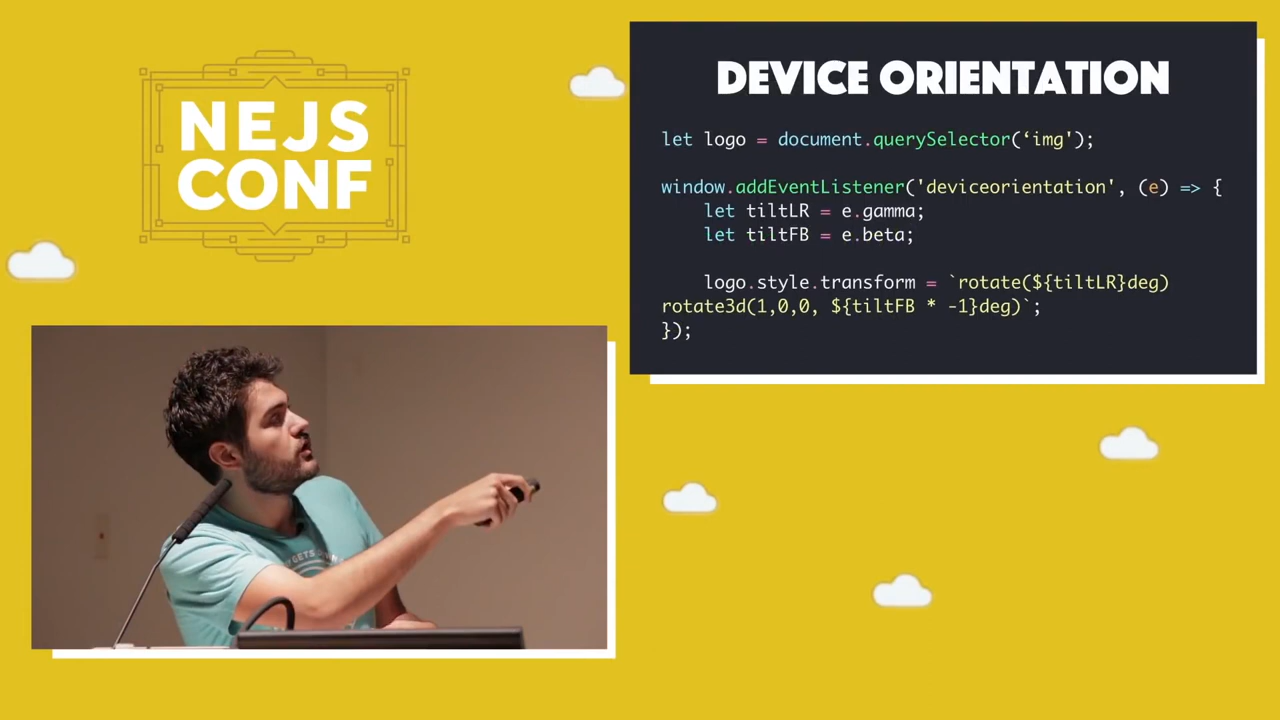 NEJS
CONF
DEVICE ORIENTATION
let logo = document.querySelector(‘img');
window.addEventListener('deviceorientation', (e) => {
    let tiltLR = e.gamma;
    let tiltFB = e.beta;
    logo.style.transform = `rotate(${tiltLR}deg)
rotate3d(1,0,0, ${tiltFB * -1}deg)`;
});